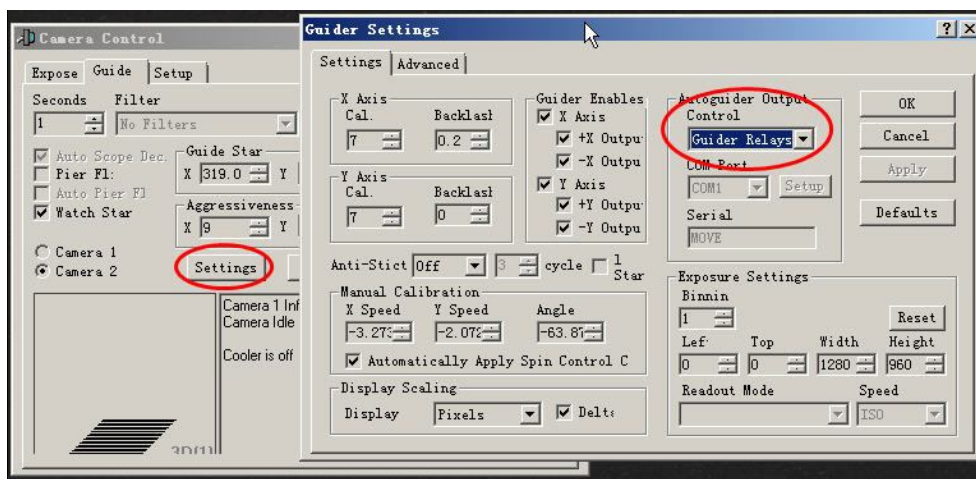 Camera Control
Expose Guide Setup
Seconds Filter
1 No Filters
Auto Scope Dec.
Pier Fl:
Auto Pier Fl
Watch Star
Guide Star
X 319.0 Y
Aggressiveness
X 9 Y
Camera 1
Camera 2
Settings
Camera 1 Inf
Camera Idle
Cooler is off
3D(1)
Guider Settings
Settings Advanced
X Axis
Cal. Backlasl
7 0.2
Y Axis
Cal. Backlasl
7 0
Guider Enables
X Axis
+X Outpu
-X Outpu
Y Axis
+Y Outpu
-Y Outpu
Autoguider Output
Control
Guider Relays
COM Port
COM1 Setup
Serial
MOVE
OK
Cancel
Apply
Defaults
Anti-Stict Off 3 cycle 1 Star
Manual Calibration
X Speed Y Speed Angle
-3.273 -2.072 -63.87
Automatically Apply Spin Control C
Display Scaling
Display Pixels Delta
Exposure Settings
Binnin
1 Reset
Lef Top Width Height
0 0 1280 960
Readout Mode Speed
ISO